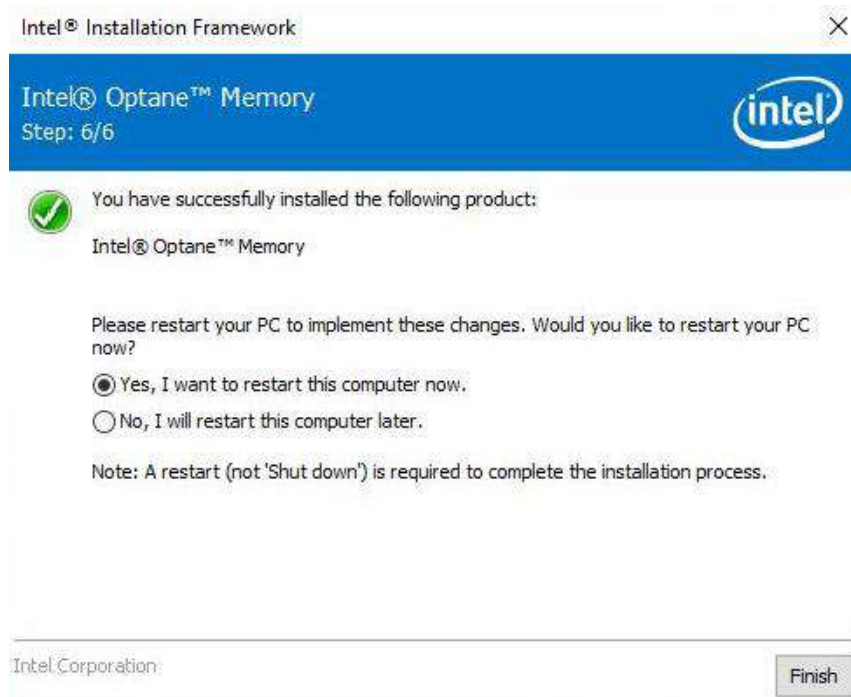 Intel® Installation Framework
Intel® Optane™ Memory
Step: 6/6
intel
You have successfully installed the following product:
Intel® Optane™ Memory
Please restart your PC to implement these changes. Would you like to restart your PC
now?
Yes, I want to restart this computer now.
No, I will restart this computer later.
Note: A restart (not 'Shut down') is required to complete the installation process.
Intel Corporation
Finish